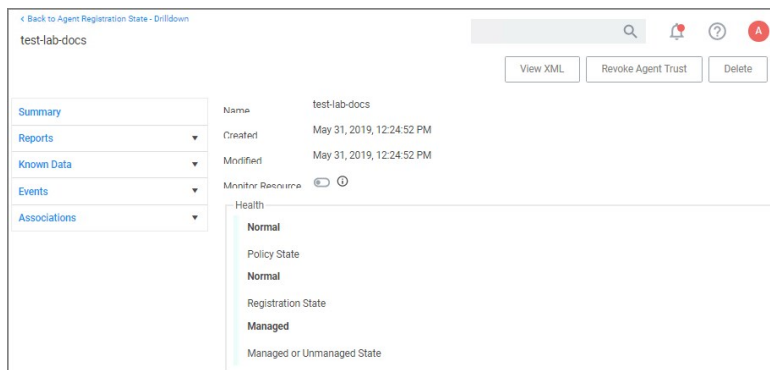 < Back to Agent Registration State - Drilldown
test-lab-docs
A
View XML
Revoke Agent Trust
Delete
Summary
Reports
Known Data
Events
Associations
Name test-lab-docs
Created May 31, 2019, 12:24:52 PM
Modified May 31, 2019, 12:24:52 PM
Monitor Resource
Health
Normal
Policy State
Normal
Registration State
Managed
Managed or Unmanaged State